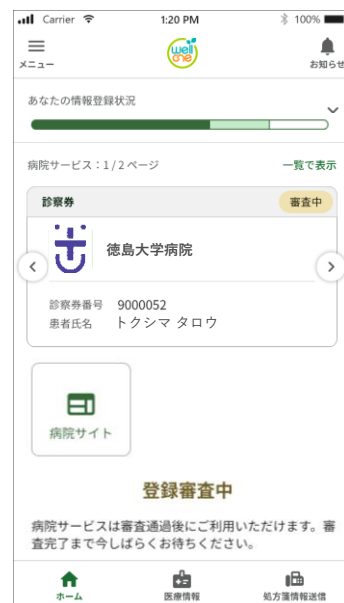 Carrier 1:20 PM 100%
メニュー well one お知らせ
あなたの情報登録状況
病院サービス：1/2ページ 一覧で表示
診察券 審査中
徳島大学病院
診察券番号 9000052
患者氏名 トクシマ タロウ
病院サイト
登録審査中
病院サービスは審査通過後にご利用いただけます。審
査完了まで今しばらくお待ちください。
ホーム 医療情報 処方箋情報送信